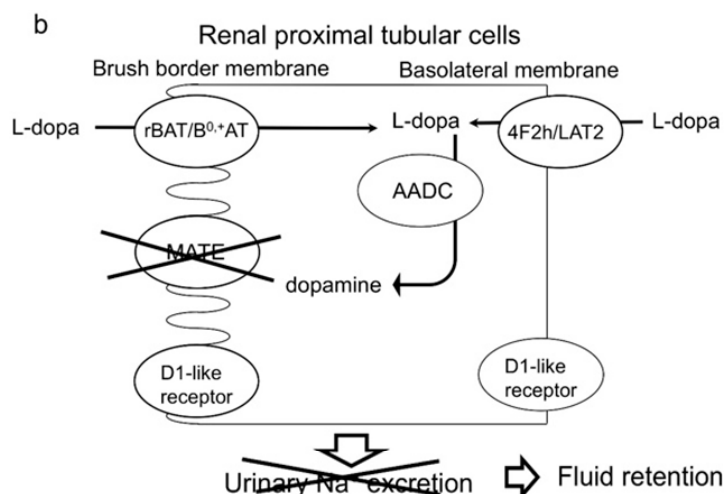 b
Renal proximal tubular cells
Brush border membrane
Basolateral membrane
L-dopa
rBAT/B0,+AT
L-dopa
4F2h/LAT2
L-dopa
AADC
MATE
dopamine
D1-like
receptor
D1-like
receptor
Urinary Na+ excretion
Fluid retention